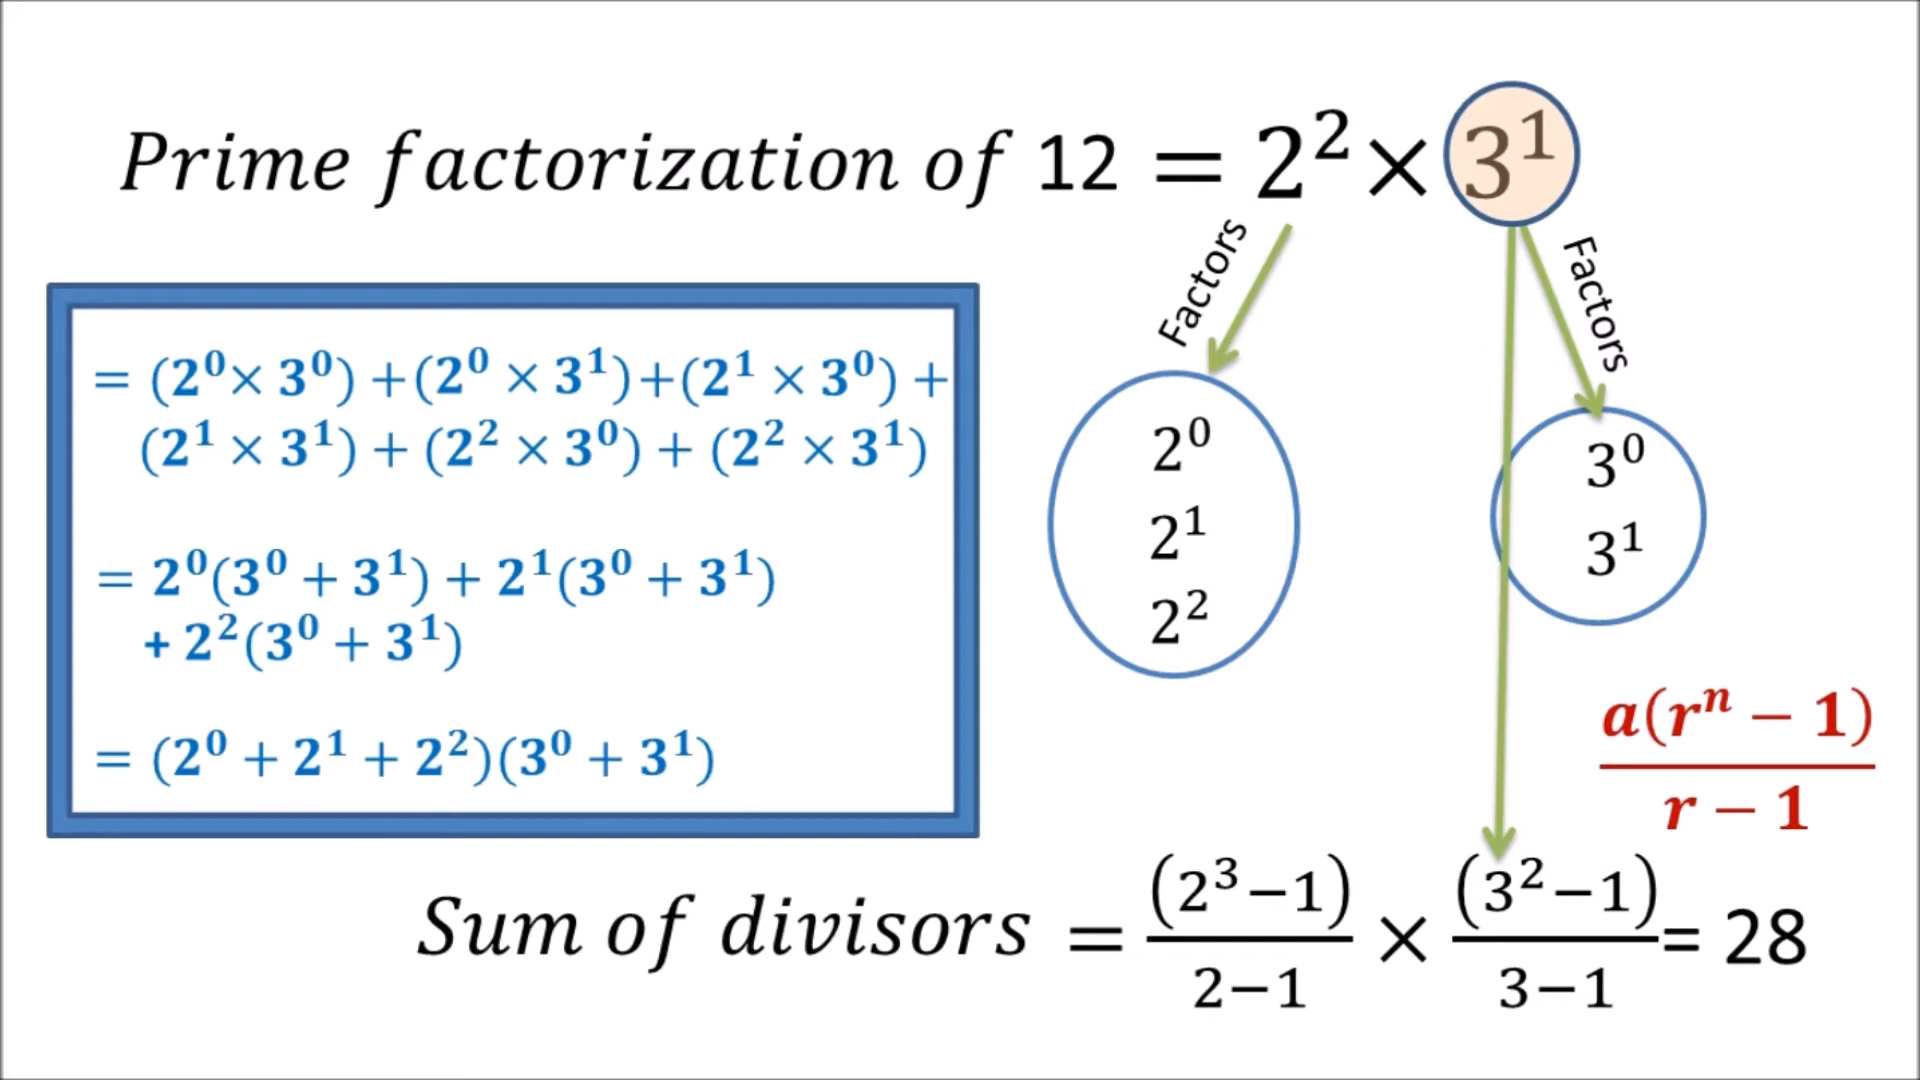 Prime factorization of 12 = 2² × 3¹
Factors
Factors
= (2⁰ × 3⁰) + (2⁰ × 3¹) + (2¹ × 3⁰) +
(2¹ × 3¹) + (2² × 3⁰) + (2² × 3¹)
= 2⁰(3⁰ + 3¹) + 2¹(3⁰ + 3¹)
+ 2²(3⁰ + 3¹)
= (2⁰ + 2¹ + 2²)(3⁰ + 3¹)
2⁰
2¹
2²
3⁰
3¹
a(rⁿ − 1)
r − 1
Sum of divisors = (2³−1)/(2−1) × (3²−1)/(3−1) = 28